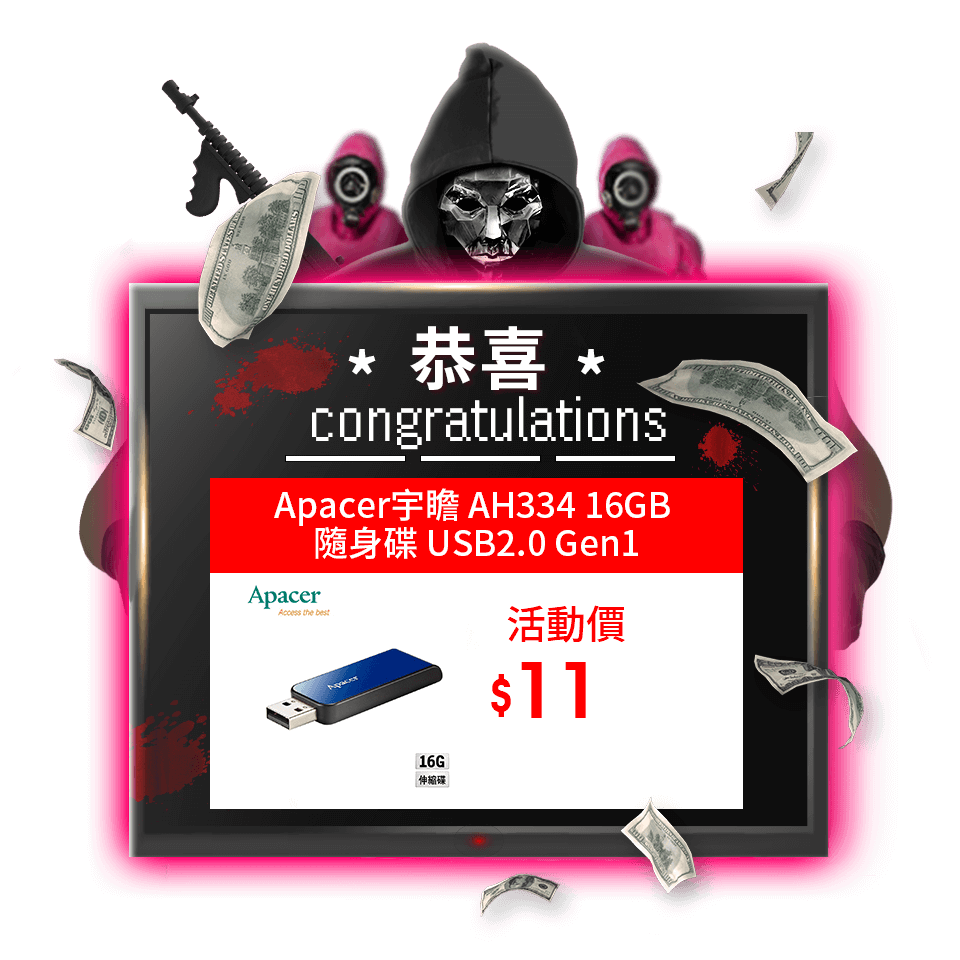 * 恭喜 *
congratulations
Apacer宇瞻 AH334 16GB
隨身碟 USB2.0 Gen1
Apacer
Access the best
活動價
$11
Apacer
16G
伸縮碟